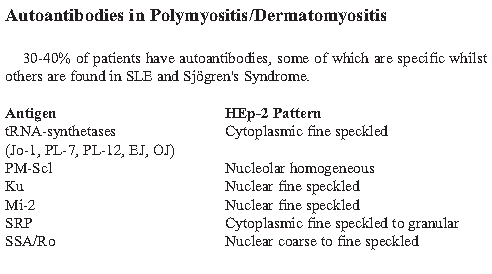 Autoantibodies in Polymyositis/Dermatomyositis
30-40% of patients have autoantibodies, some of which are specific whilst
others are found in SLE and Sjögren's Syndrome.
Antigen HEp-2 Pattern
tRNA-synthetases Cytoplasmic fine speckled
(Jo-1, PL-7, PL-12, EJ, OJ)
PM-Scl Nucleolar homogeneous
Ku Nuclear fine speckled
Mi-2 Nuclear fine speckled
SRP Cytoplasmic fine speckled to granular
SSA/Ro Nuclear coarse to fine speckled